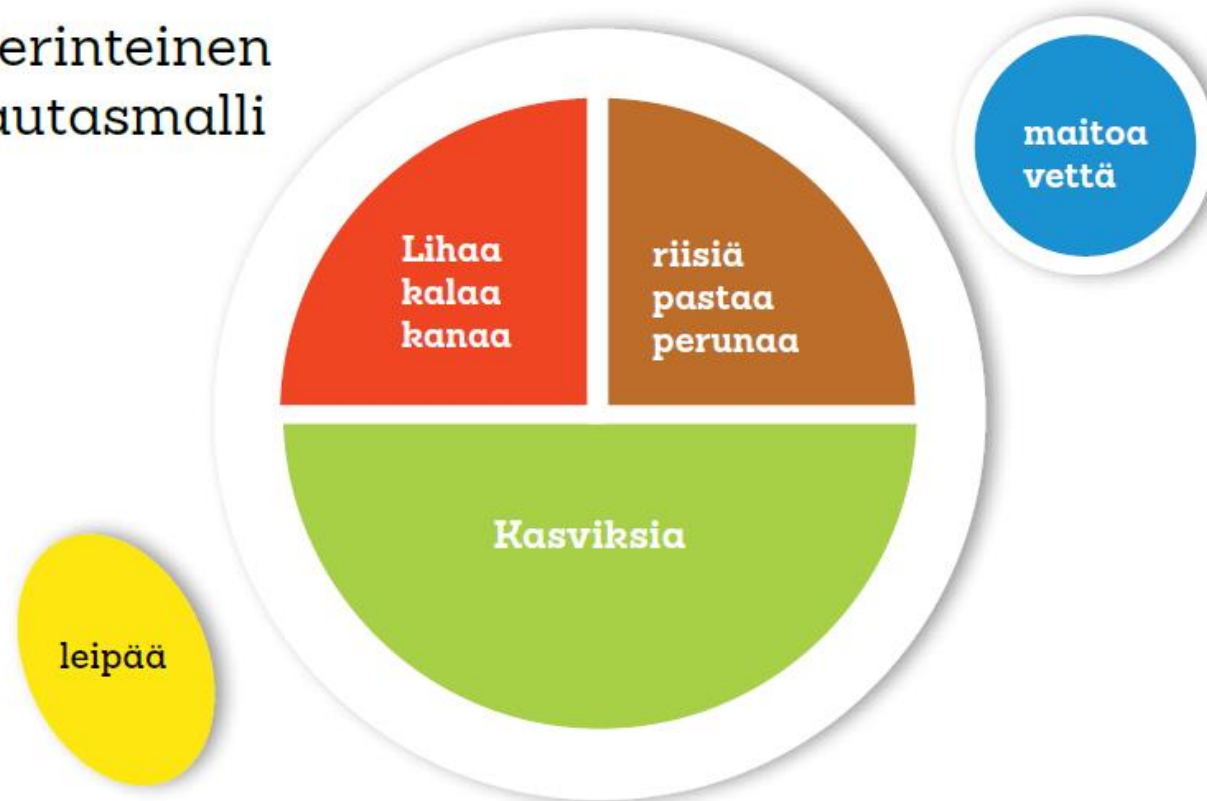 erinteinen
autasmalli
maitoa
vettä
Lihaa
kalaa
kanaa
riisiä
pastaa
perunaa
Kasviksia
leipää